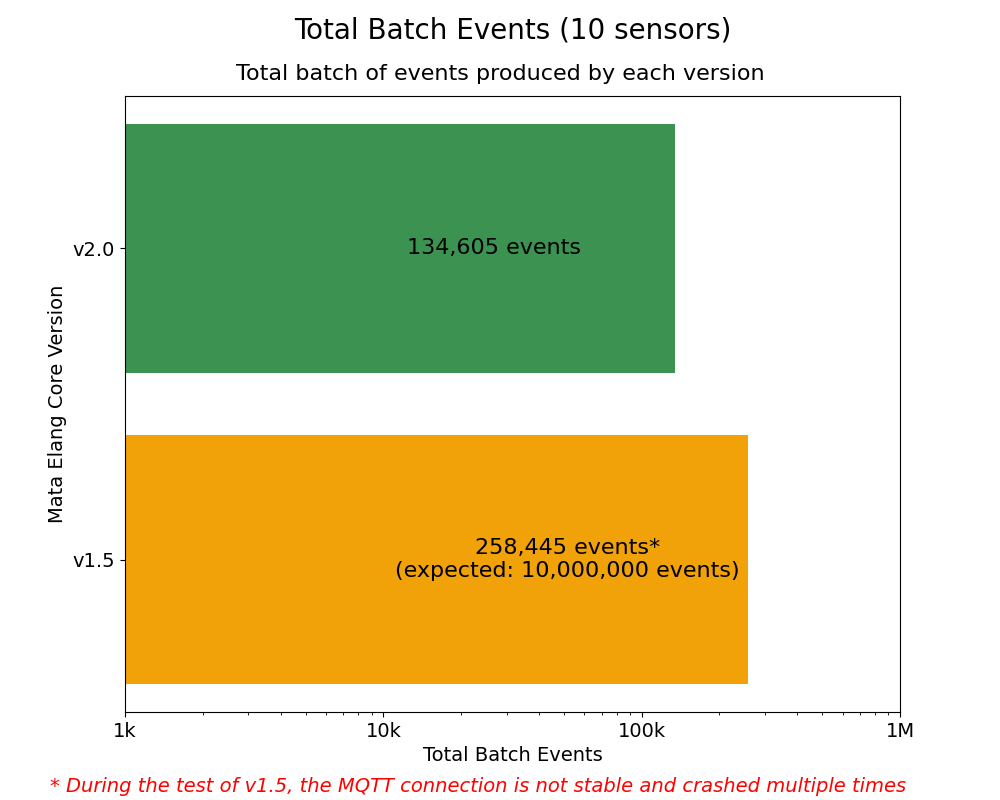 Total Batch Events (10 sensors)
Total batch of events produced by each version
Mata Elang Core Version
v2.0
134,605 events
v1.5
258,445 events*
(expected: 10,000,000 events)
1k
10k
100k
1M
Total Batch Events
* During the test of v1.5, the MQTT connection is not stable and crashed multiple times